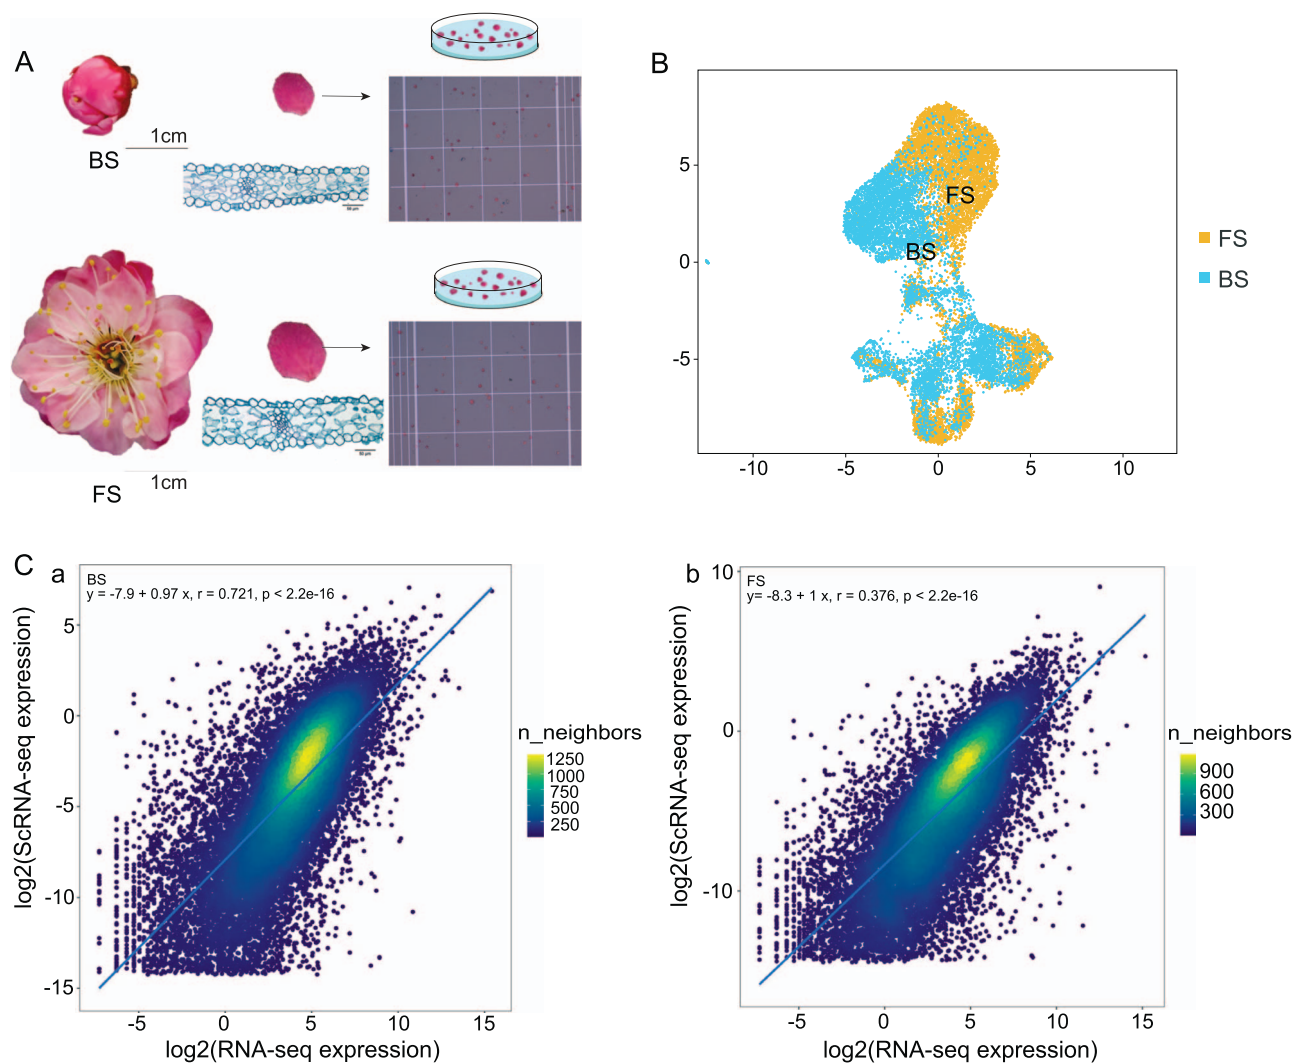 A
BS
1cm
50 μm
FS
1cm
50 μm
B
FS
BS
5
0
-5
-10
-5
0
5
10
FS
BS
C
a
BS
y = -7.9 + 0.97 x, r = 0.721, p < 2.2e-16
log2(ScRNA-seq expression)
5
0
-5
-10
-15
-5
0
5
10
15
log2(RNA-seq expression)
n_neighbors
1250
1000
750
500
250
b
FS
y= -8.3 + 1 x, r = 0.376, p < 2.2e-16
log2(ScRNA-seq expression)
10
0
-10
-5
0
5
10
15
log2(RNA-seq expression)
n_neighbors
900
600
300